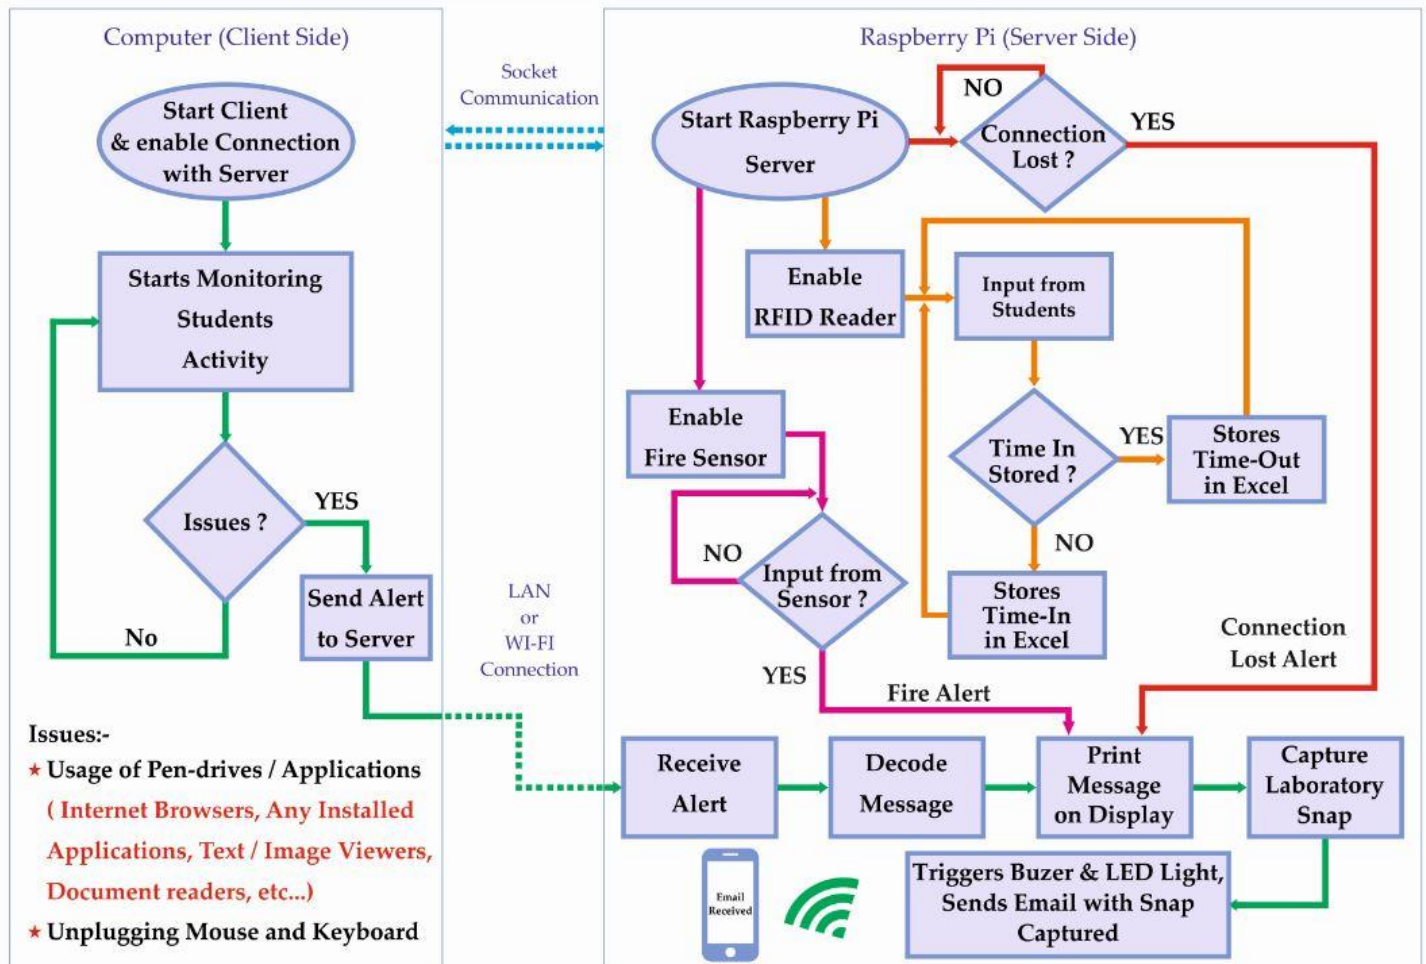 Computer (Client Side)
Start Client
& enable Connection
with Server
Starts Monitoring
Students
Activity
Issues ?
YES
No
Send Alert
to Server
Issues:-
★ Usage of Pen-drives / Applications
( Internet Browsers, Any Installed
Applications, Text / Image Viewers,
Document readers, etc...)
★ Unplugging Mouse and Keyboard
Socket
Communication
LAN
or
WI-FI
Connection
Raspberry Pi (Server Side)
Start Raspberry Pi
Server
NO
Connection
Lost ?
YES
Enable
RFID Reader
Input from
Students
Enable
Fire Sensor
Time In
Stored ?
YES
Stores
Time-Out
in Excel
NO
Stores
Time-In
in Excel
NO
Input from
Sensor ?
YES
Fire Alert
Connection
Lost Alert
Receive
Alert
Decode
Message
Print
Message
on Display
Capture
Laboratory
Snap
Triggers Buzer & LED Light,
Sends Email with Snap
Captured
Email
Received